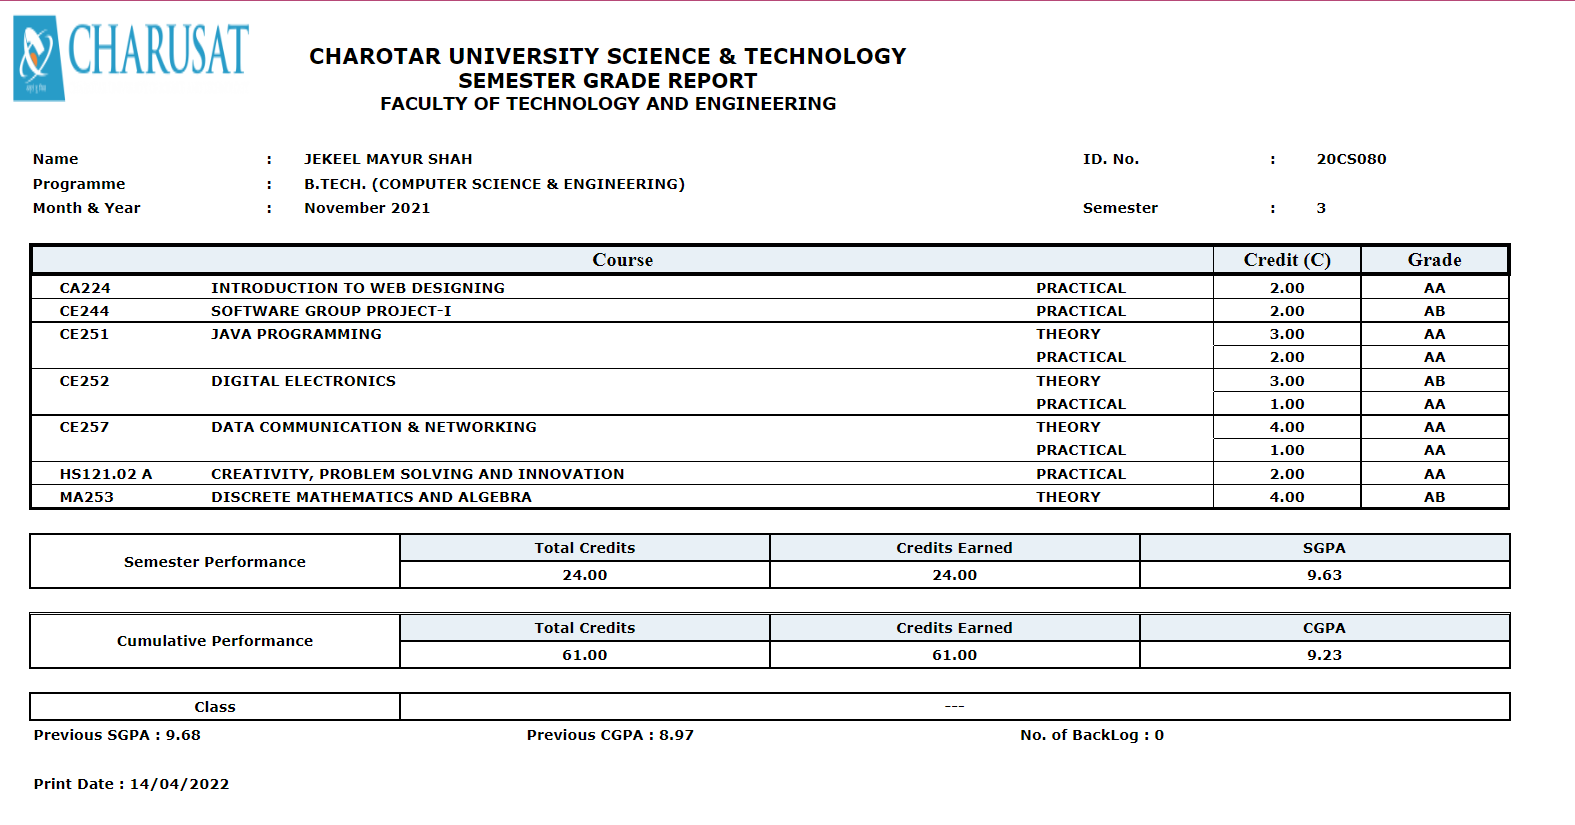 CHARUSAT
CHAROTAR UNIVERSITY SCIENCE & TECHNOLOGY
SEMESTER GRADE REPORT
FACULTY OF TECHNOLOGY AND ENGINEERING
Name : JEKEEL MAYUR SHAH ID. No. : 20CS080
Programme : B.TECH. (COMPUTER SCIENCE & ENGINEERING)
Month & Year : November 2021 Semester : 3
Course Credit (C) Grade
CA224 INTRODUCTION TO WEB DESIGNING PRACTICAL 2.00 AA
CE244 SOFTWARE GROUP PROJECT-I PRACTICAL 2.00 AB
CE251 JAVA PROGRAMMING THEORY 3.00 AA
PRACTICAL 2.00 AA
CE252 DIGITAL ELECTRONICS THEORY 3.00 AB
PRACTICAL 1.00 AA
CE257 DATA COMMUNICATION & NETWORKING THEORY 4.00 AA
PRACTICAL 1.00 AA
HS121.02 A CREATIVITY, PROBLEM SOLVING AND INNOVATION PRACTICAL 2.00 AA
MA253 DISCRETE MATHEMATICS AND ALGEBRA THEORY 4.00 AB
Semester Performance Total Credits Credits Earned SGPA
24.00 24.00 9.63
Cumulative Performance Total Credits Credits Earned CGPA
61.00 61.00 9.23
Class ---
Previous SGPA : 9.68 Previous CGPA : 8.97 No. of BackLog : 0
Print Date : 14/04/2022